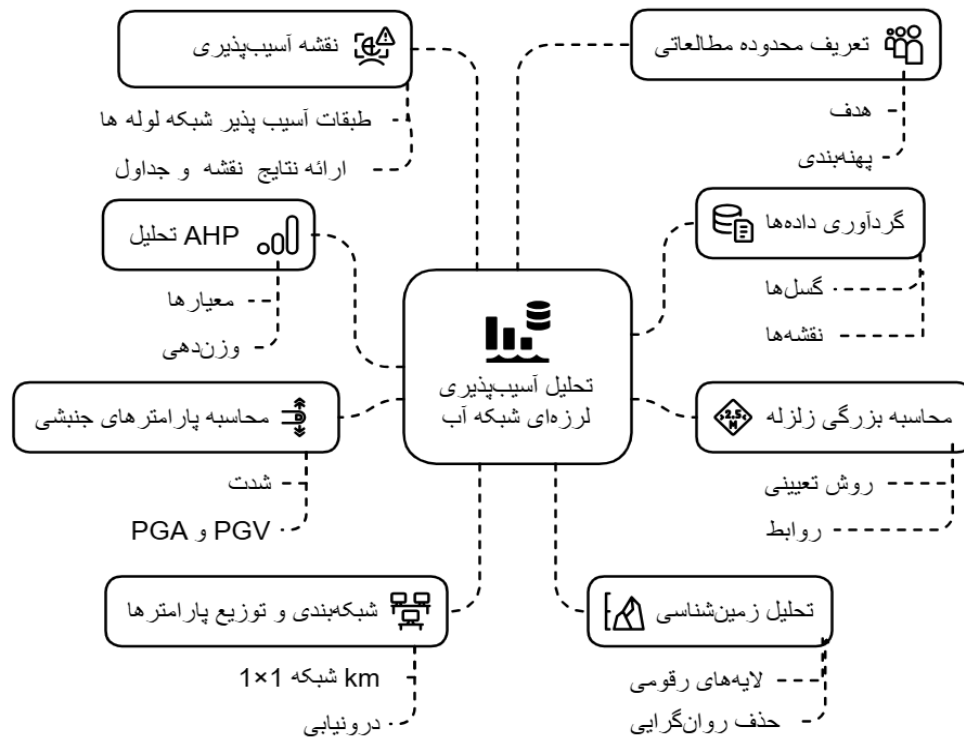 تعریف محدوده مطالعاتی
هدف
پهنه‌بندی
گردآوری داده‌ها
گسل‌ها
نقشه‌ها
محاسبه بزرگی زلزله
2.5
M
روش تعیینی
روابط
تحلیل زمین‌شناسی
لایه‌های رقومی
حذف روان‌گرایی
تحلیل آسیب‌پذیری
لرزه‌ای شبکه آب
نقشه آسیب‌پذیری
طبقات آسیب پذیر شبکه لوله ها
ارائه نتایج نقشه و جداول
تحلیل AHP
معیارها
وزن‌دهی
محاسبه پارامترهای جنبشی
شدت
PGA و PGV
شبکه‌بندی و توزیع پارامترها
شبکه 1×1 km
درونیابی